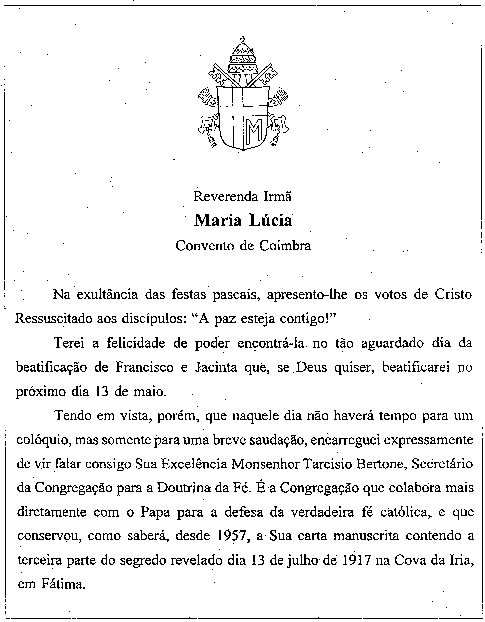 Reverenda Irmã
Maria Lúcia
Convento de Coimbra
Na exultância das festas pascais, apresento-lhe os votos de Cristo
Ressuscitado aos discípulos: “A paz esteja contigo!”
Terei a felicidade de poder encontrá-la no tão aguardado dia da
beatificação de Francisco e Jacinta que, se Deus quiser, beatificarei no
próximo dia 13 de maio.
Tendo em vista, porém, que naquele dia não haverá tempo para um
colóquio, mas somente para uma breve saudação, encarreguei expressamente
de vir falar consigo Sua Excelência Monsenhor Tarcisio Bertone, Secretário
da Congregação para a Doutrina da Fé. É a Congregação que colabora mais
diretamente com o Papa para a defesa da verdadeira fé católica, e que
conservou, como saberá, desde 1957, a Sua carta manuscrita contendo a
terceira parte do segredo revelado dia 13 de julho de 1917 na Cova da Iria,
em Fátima.